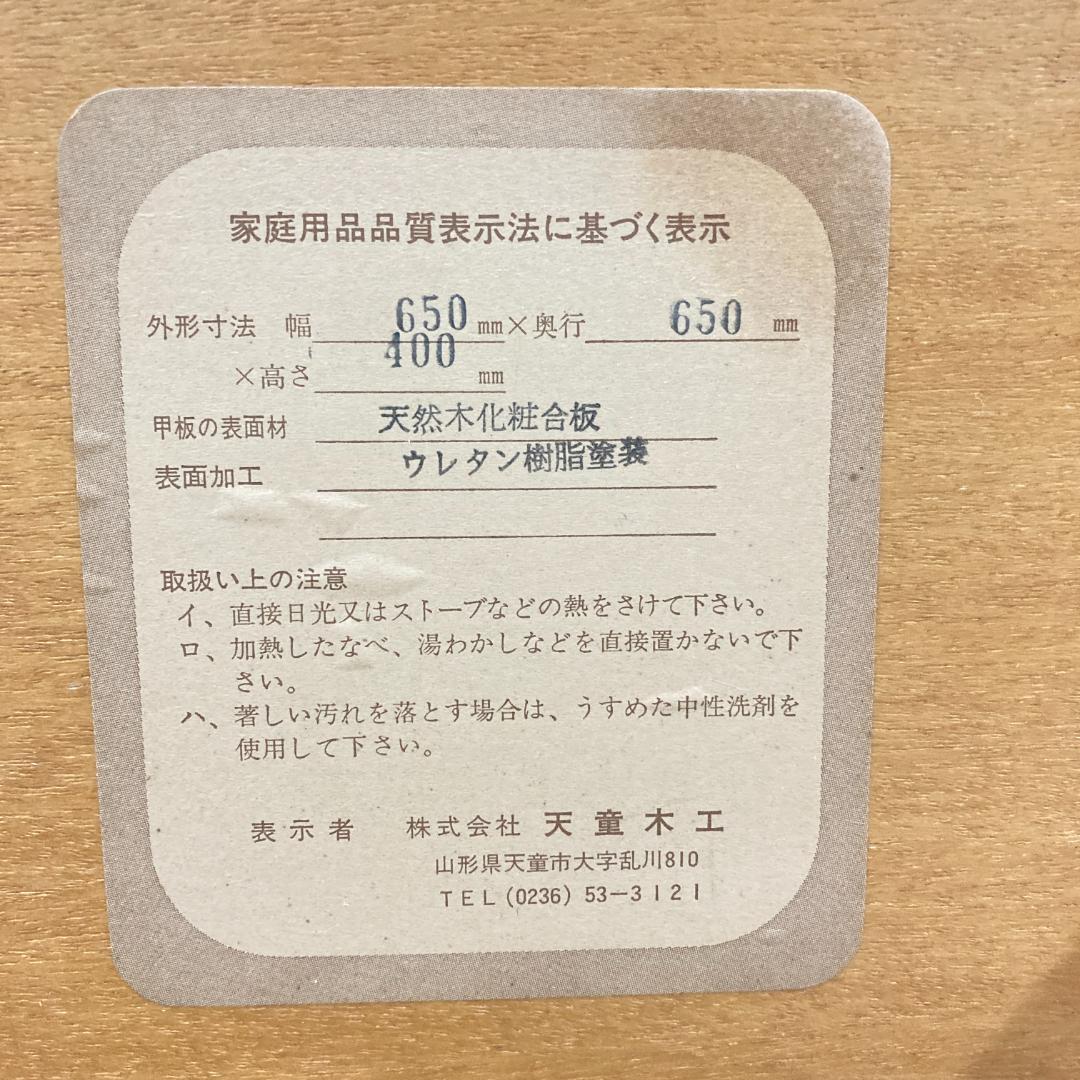 家庭用品品質表示法に基づく表示
外形寸法 幅 650 mm×奥行 650 mm
×高さ 400 mm
甲板の表面材 天然木化粧合板
表面加工 ウレタン樹脂塗装
取扱い上の注意
イ、直接日光又はストーブなどの熱をさけて下さい。
ロ、加熱したなべ、湯わかしなどを直接置かないで下
さい。
ハ、著しい汚れを落とす場合は、うすめた中性洗剤を
使用して下さい。
表示者 株式会社 天童木工
山形県天童市大字乱川810
TEL(0236)53-3121